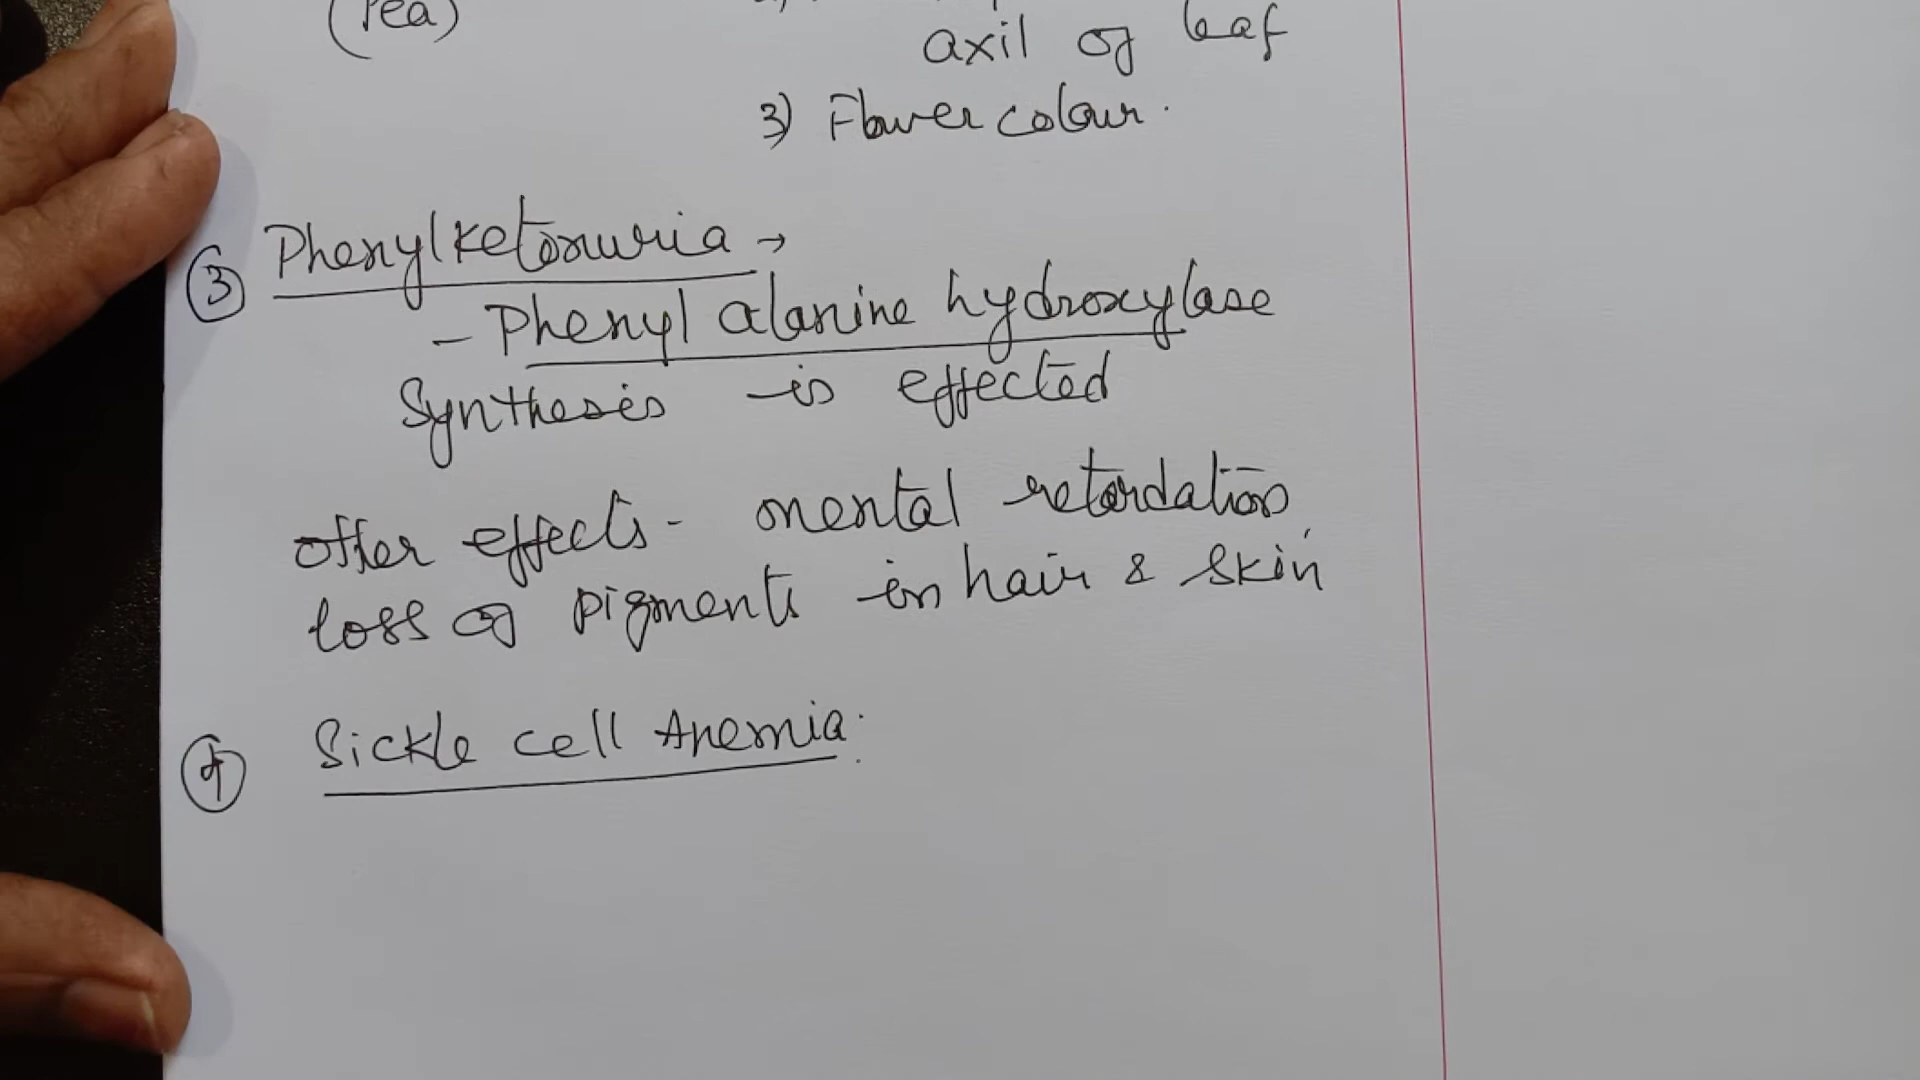 (Pea)
axil of leaf
3) Flower colour.
③ Phenylketonuria →
- Phenyl alanine hydroxylase
Synthesis is effected
other effects - mental retardation,
loss of pigments in hair & skin
④ Sickle cell Anemia: